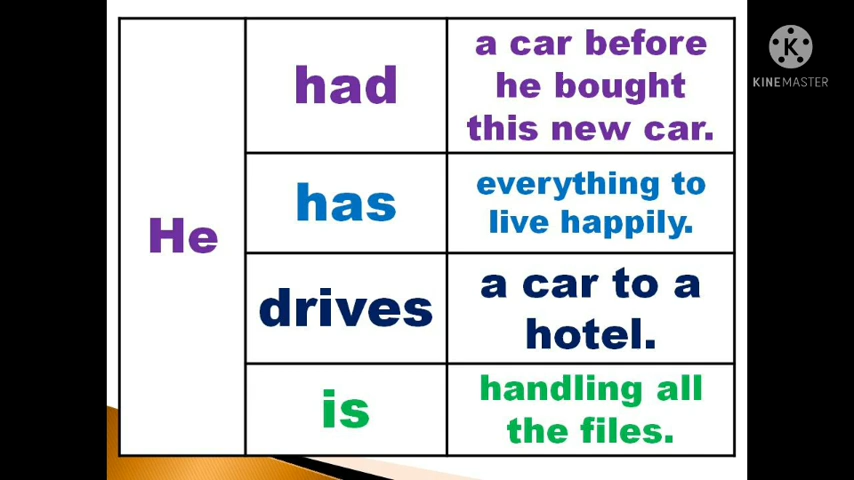 He
had
a car before
he bought
this new car.
has
everything to
live happily.
drives
a car to a
hotel.
is
handling all
the files.
K
KINEMASTER